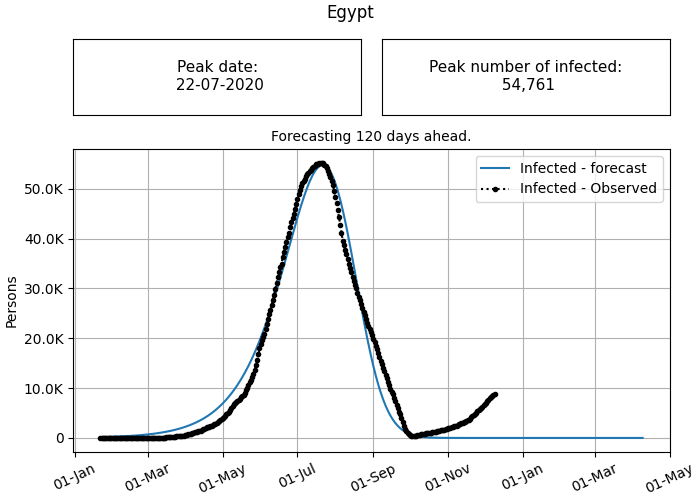 Egypt
Peak date:
22-07-2020
Peak number of infected:
54,761
Forecasting 120 days ahead.
Infected - forecast
Infected - Observed
Persons
50.0K
40.0K
30.0K
20.0K
10.0K
0
01-Jan
01-Mar
01-May
01-Jul
01-Sep
01-Nov
01-Jan
01-Mar
01-May